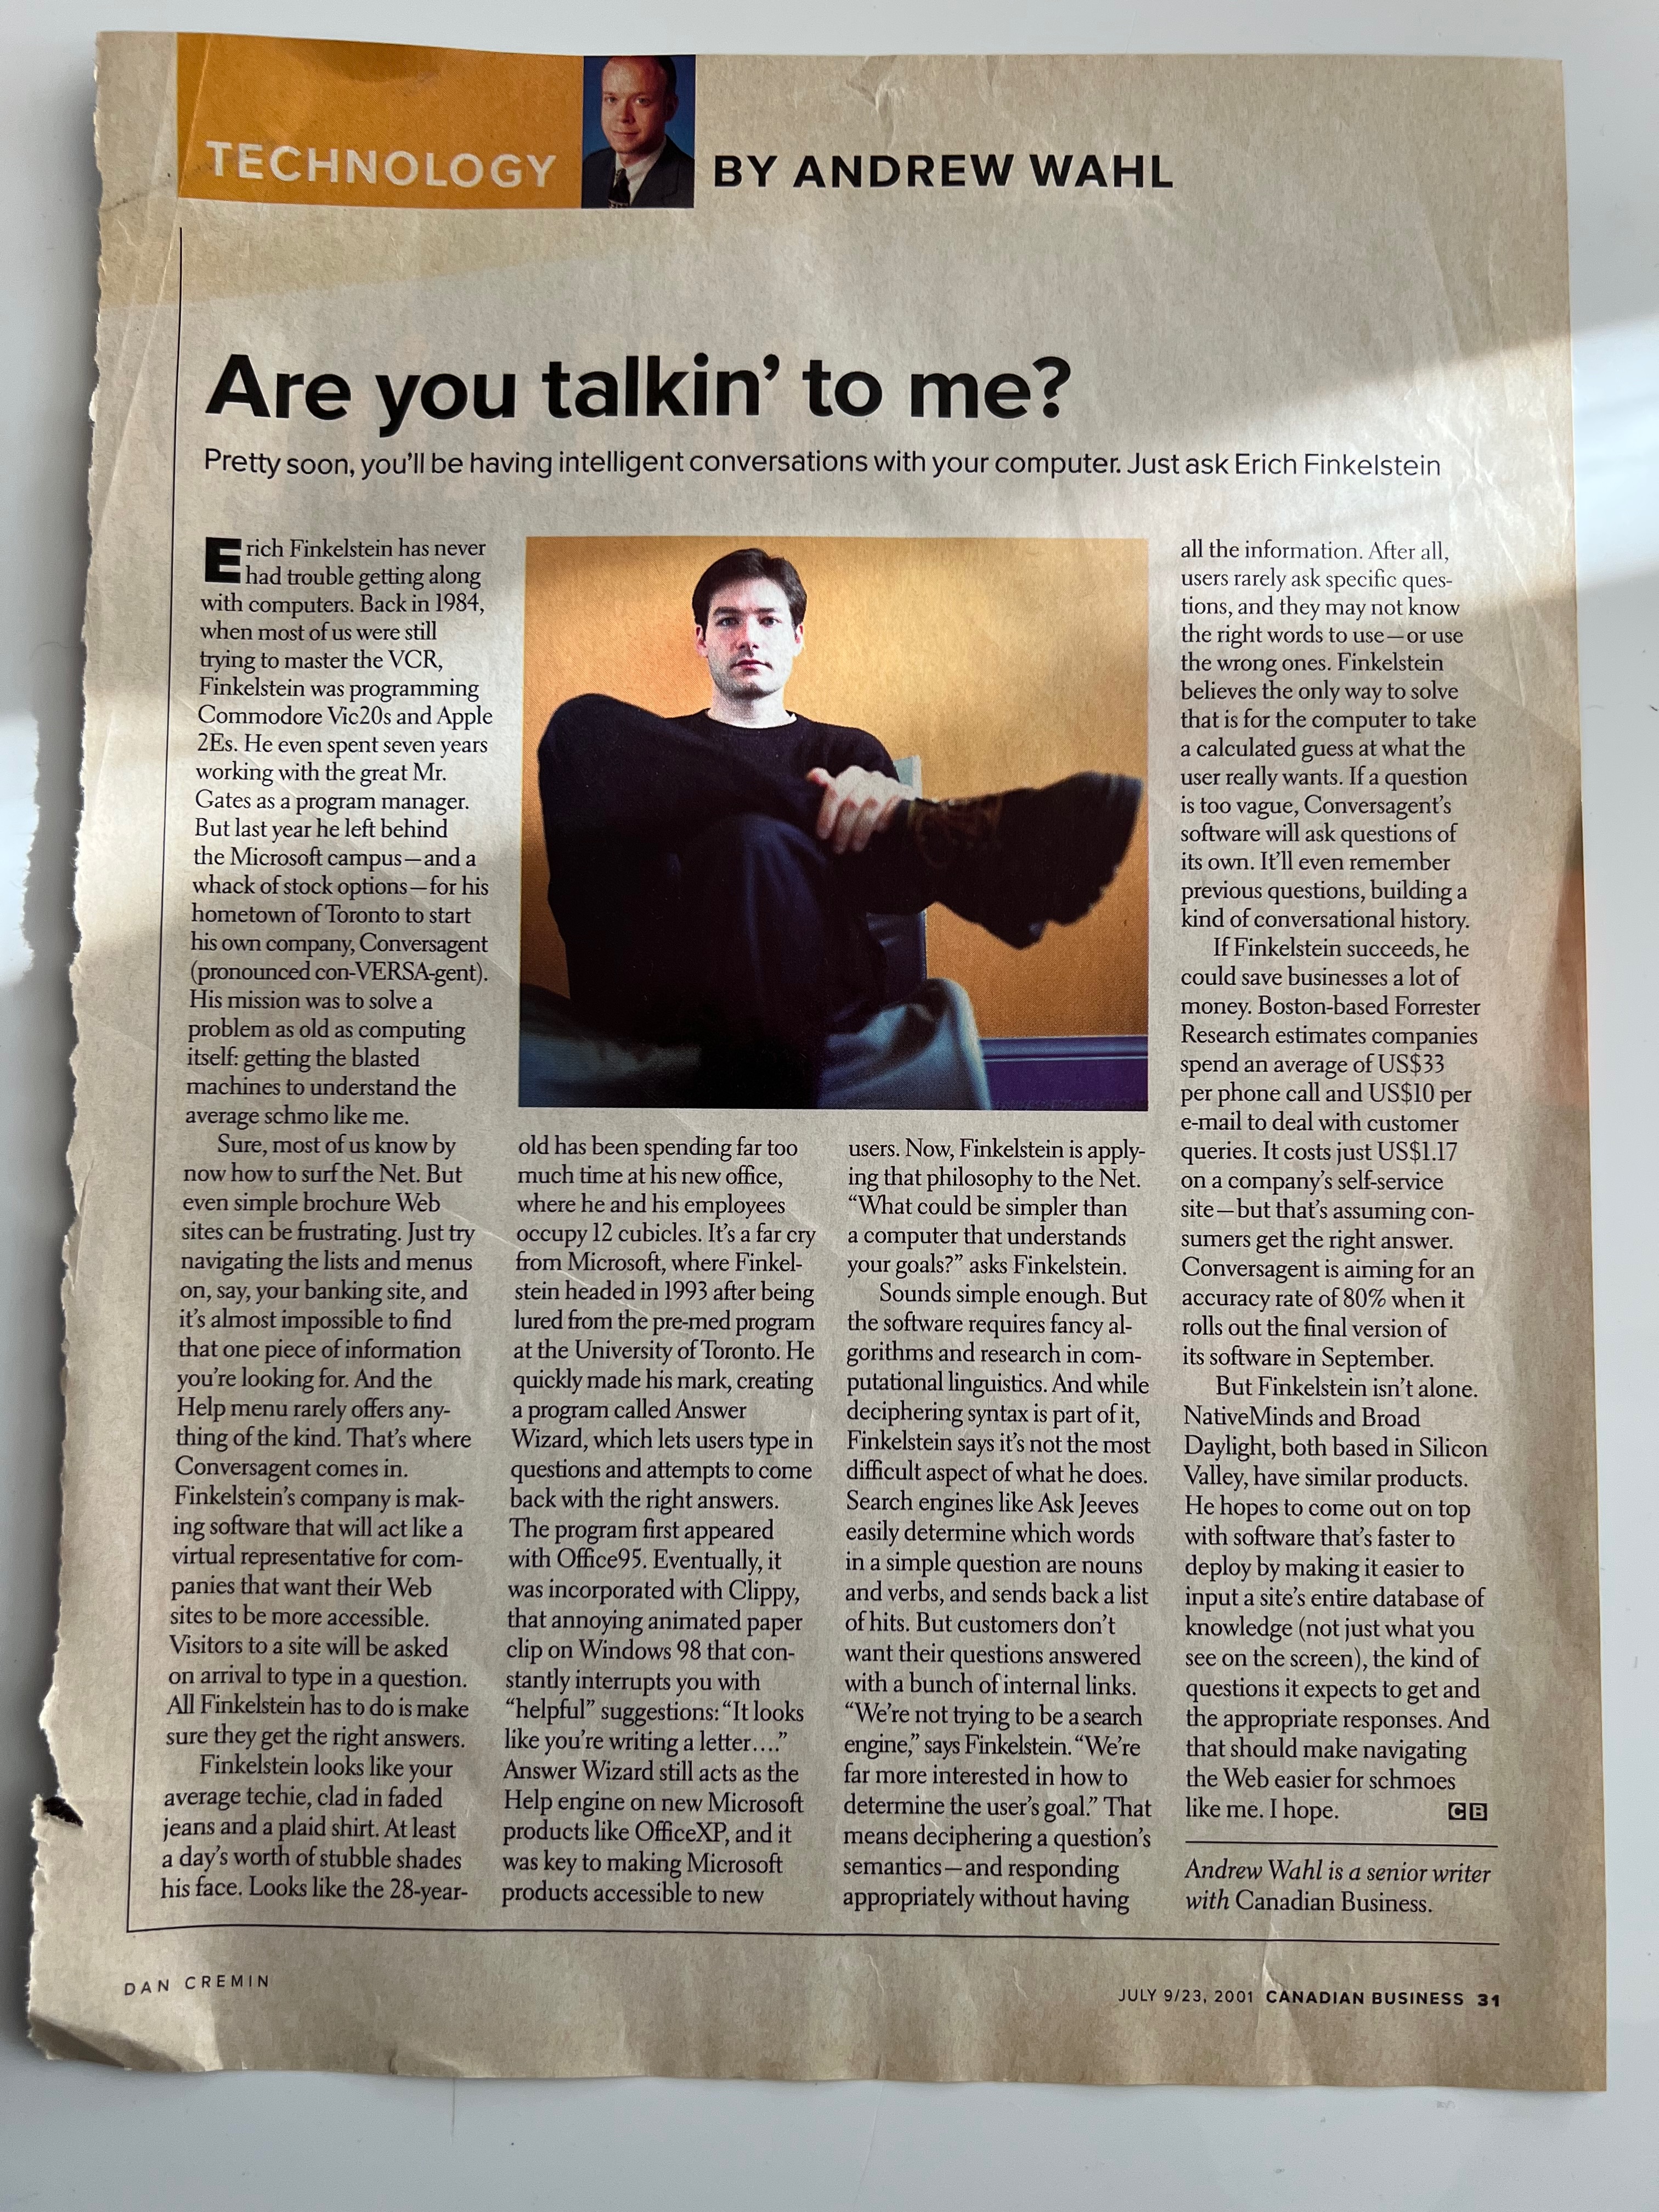 TECHNOLOGY
BY ANDREW WAHL
Are you talkin' to me?
Pretty soon, you'll be having intelligent conversations with your computer. Just ask Erich Finkelstein
Erich Finkelstein has never
had trouble getting along
with computers. Back in 1984,
when most of us were still
trying to master the VCR,
Finkelstein was programming
Commodore Vic20s and Apple
2Es. He even spent seven years
working with the great Mr.
Gates as a program manager.
But last year he left behind
the Microsoft campus—and a
whack of stock options—for his
hometown of Toronto to start
his own company, Conversagent
(pronounced con-VERSA-gent).
His mission was to solve a
problem as old as computing
itself: getting the blasted
machines to understand the
average schmo like me.
Sure, most of us know by
now how to surf the Net. But
even simple brochure Web
sites can be frustrating. Just try
navigating the lists and menus
on, say, your banking site, and
it's almost impossible to find
that one piece of information
you're looking for. And the
Help menu rarely offers any-
thing of the kind. That's where
Conversagent comes in.
Finkelstein's company is mak-
ing software that will act like a
virtual representative for com-
panies that want their Web
sites to be more accessible.
Visitors to a site will be asked
on arrival to type in a question.
All Finkelstein has to do is make
sure they get the right answers.
Finkelstein looks like your
average techie, clad in faded
jeans and a plaid shirt. At least
a day's worth of stubble shades
his face. Looks like the 28-year-
old has been spending far too
much time at his new office,
where he and his employees
occupy 12 cubicles. It's a far cry
from Microsoft, where Finkel-
stein headed in 1993 after being
lured from the pre-med program
at the University of Toronto. He
quickly made his mark, creating
a program called Answer
Wizard, which lets users type in
questions and attempts to come
back with the right answers.
The program first appeared
with Office95. Eventually, it
was incorporated with Clippy,
that annoying animated paper
clip on Windows 98 that con-
stantly interrupts you with
"helpful" suggestions: "It looks
like you're writing a letter…."
Answer Wizard still acts as the
Help engine on new Microsoft
products like OfficeXP, and it
was key to making Microsoft
products accessible to new
users. Now, Finkelstein is apply-
ing that philosophy to the Net.
"What could be simpler than
a computer that understands
your goals?" asks Finkelstein.
Sounds simple enough. But
the software requires fancy al-
gorithms and research in com-
putational linguistics. And while
deciphering syntax is part of it,
Finkelstein says it's not the most
difficult aspect of what he does.
Search engines like Ask Jeeves
easily determine which words
in a simple question are nouns
and verbs, and sends back a list
of hits. But customers don't
want their questions answered
with a bunch of internal links.
"We're not trying to be a search
engine," says Finkelstein. "We're
far more interested in how to
determine the user's goal." That
means deciphering a question's
semantics—and responding
appropriately without having
all the information. After all,
users rarely ask specific ques-
tions, and they may not know
the right words to use—or use
the wrong ones. Finkelstein
believes the only way to solve
that is for the computer to take
a calculated guess at what the
user really wants. If a question
is too vague, Conversagent's
software will ask questions of
its own. It'll even remember
previous questions, building a
kind of conversational history.
If Finkelstein succeeds, he
could save businesses a lot of
money. Boston-based Forrester
Research estimates companies
spend an average of US$33
per phone call and US$10 per
e-mail to deal with customer
queries. It costs just US$1.17
on a company's self-service
site—but that's assuming con-
sumers get the right answer.
Conversagent is aiming for an
accuracy rate of 80% when it
rolls out the final version of
its software in September.
But Finkelstein isn't alone.
NativeMinds and Broad
Daylight, both based in Silicon
Valley, have similar products.
He hopes to come out on top
with software that's faster to
deploy by making it easier to
input a site's entire database of
knowledge (not just what you
see on the screen), the kind of
questions it expects to get and
the appropriate responses. And
that should make navigating
the Web easier for schmoes
like me. I hope. CB
Andrew Wahl is a senior writer
with Canadian Business.
DAN CREMIN
JULY 9/23, 2001 CANADIAN BUSINESS 31